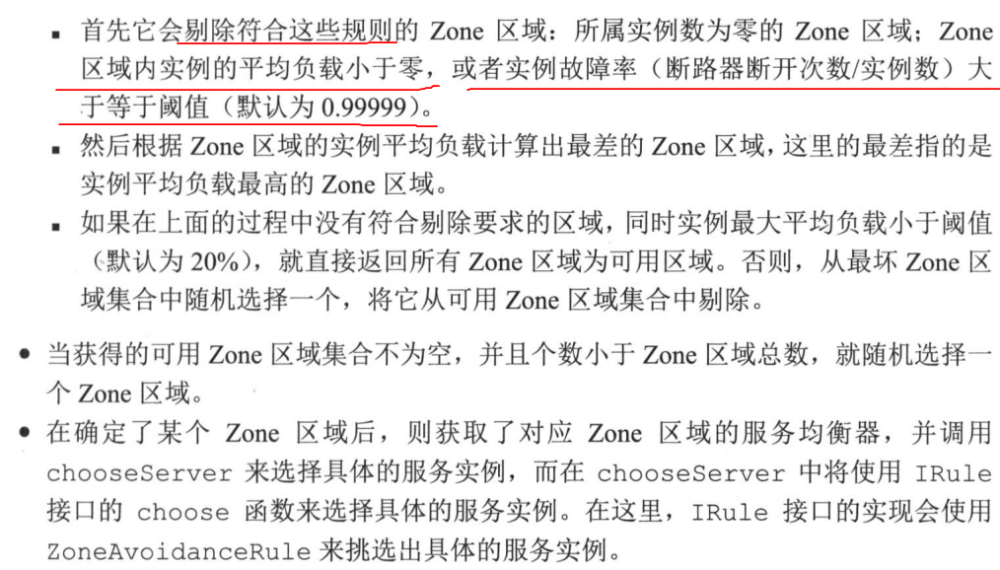 ▪ 首先它会剔除符合这些规则的 Zone 区域：所属实例数为零的 Zone 区域；Zone
区域内实例的平均负载小于零，或者实例故障率（断路器断开次数/实例数）大
于等于阈值（默认为 0.99999）。
▪ 然后根据 Zone 区域的实例平均负载计算出最差的 Zone 区域，这里的最差指的是
实例平均负载最高的 Zone 区域。
▪ 如果在上面的过程中没有符合剔除要求的区域，同时实例最大平均负载小于阈值
（默认为 20%），就直接返回所有 Zone 区域为可用区域。否则，从最坏 Zone 区
域集合中随机选择一个，将它从可用 Zone 区域集合中剔除。
● 当获得的可用 Zone 区域集合不为空，并且个数小于 Zone 区域总数，就随机选择一
个 Zone 区域。
● 在确定了某个 Zone 区域后，则获取了对应 Zone 区域的服务均衡器，并调用
chooseServer 来选择具体的服务实例，而在 chooseServer 中将使用 IRule
接口的 choose 函数来选择具体的服务实例。在这里，IRule 接口的实现会使用
ZoneAvoidanceRule 来挑选出具体的服务实例。